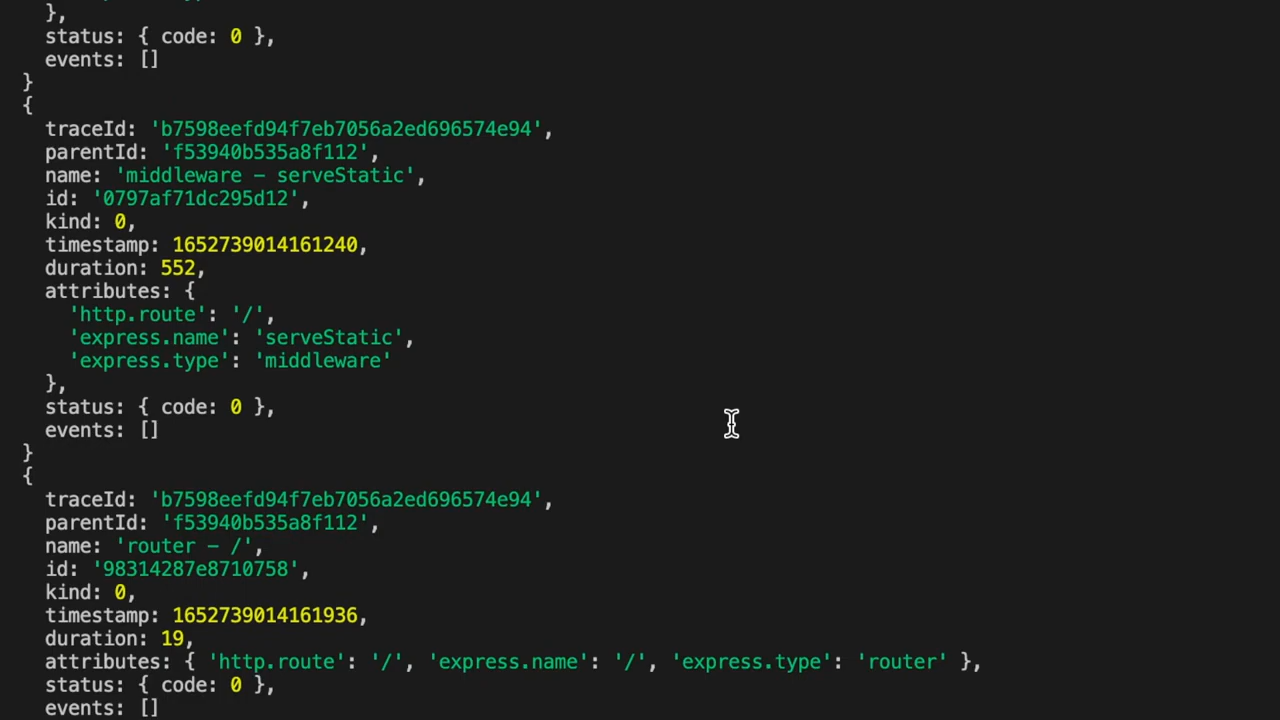 },
status: { code: 0 },
events: []
}
{
traceId: 'b7598eefd94f7eb7056a2ed696574e94',
parentId: 'f53940b535a8f112',
name: 'middleware - serveStatic',
id: '0797af71dc295d12',
kind: 0,
timestamp: 1652739014161240,
duration: 552,
attributes: {
'http.route': '/',
'express.name': 'serveStatic',
'express.type': 'middleware'
},
status: { code: 0 },
events: []
}
{
traceId: 'b7598eefd94f7eb7056a2ed696574e94',
parentId: 'f53940b535a8f112',
name: 'router - /',
id: '98314287e8710758',
kind: 0,
timestamp: 1652739014161936,
duration: 19,
attributes: { 'http.route': '/', 'express.name': '/', 'express.type': 'router' },
status: { code: 0 },
events: []